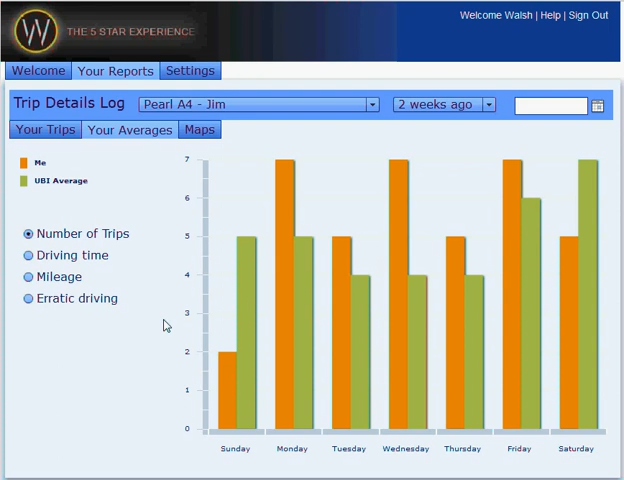 W THE 5 STAR EXPERIENCE
Welcome Walsh | Help | Sign Out
Welcome Your Reports Settings
Trip Details Log Pearl A4 - Jim 2 weeks ago
Your Trips Your Averages Maps
Me
UBI Average
Number of Trips
Driving time
Mileage
Erratic driving
7
6
5
4
3
2
1
0
Sunday Monday Tuesday Wednesday Thursday Friday Saturday